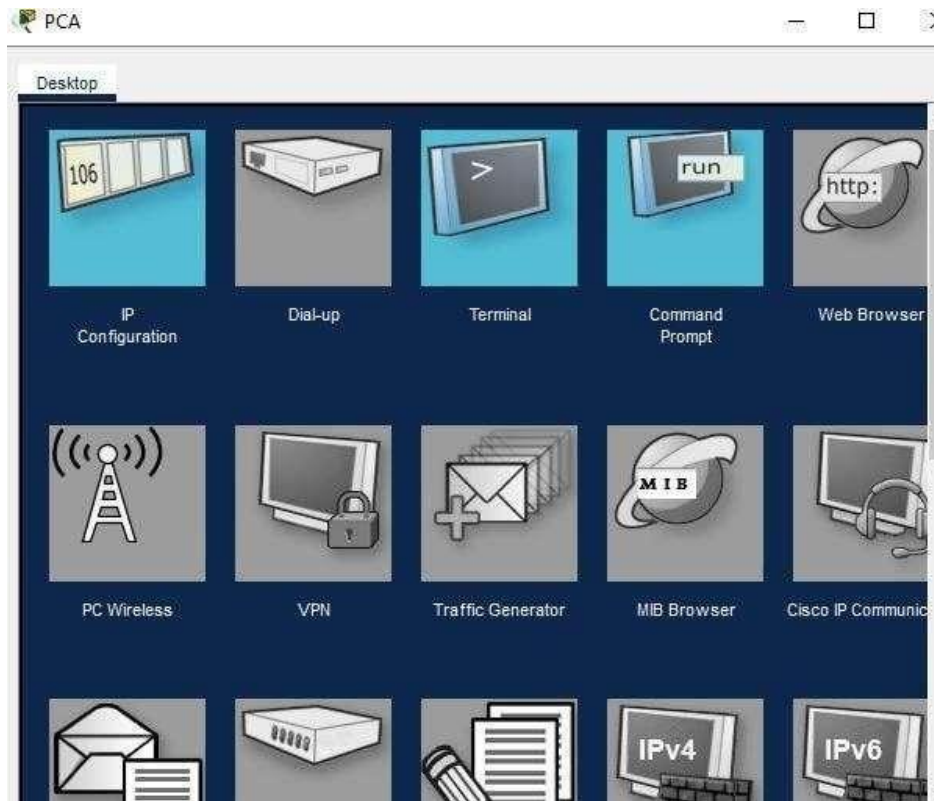 PCA
Desktop
106
>
run
http:
IP
Configuration
Dial-up
Terminal
Command
Prompt
Web Browser
MIB
PC Wireless
VPN
Traffic Generator
MIB Browser
Cisco IP Communic
IPv4
IPv6